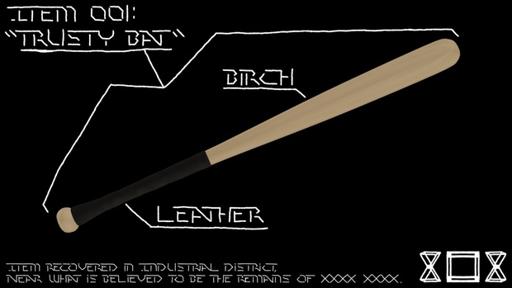 ITEM 001:
"TRUSTY BAT"
BIRCH
LEATHER
ITEM RECOVERED IN INDUSTRIAL DISTRICT,
NEAR WHAT IS BELIEVED TO BE THE REMAINS OF XXXX XXXX.